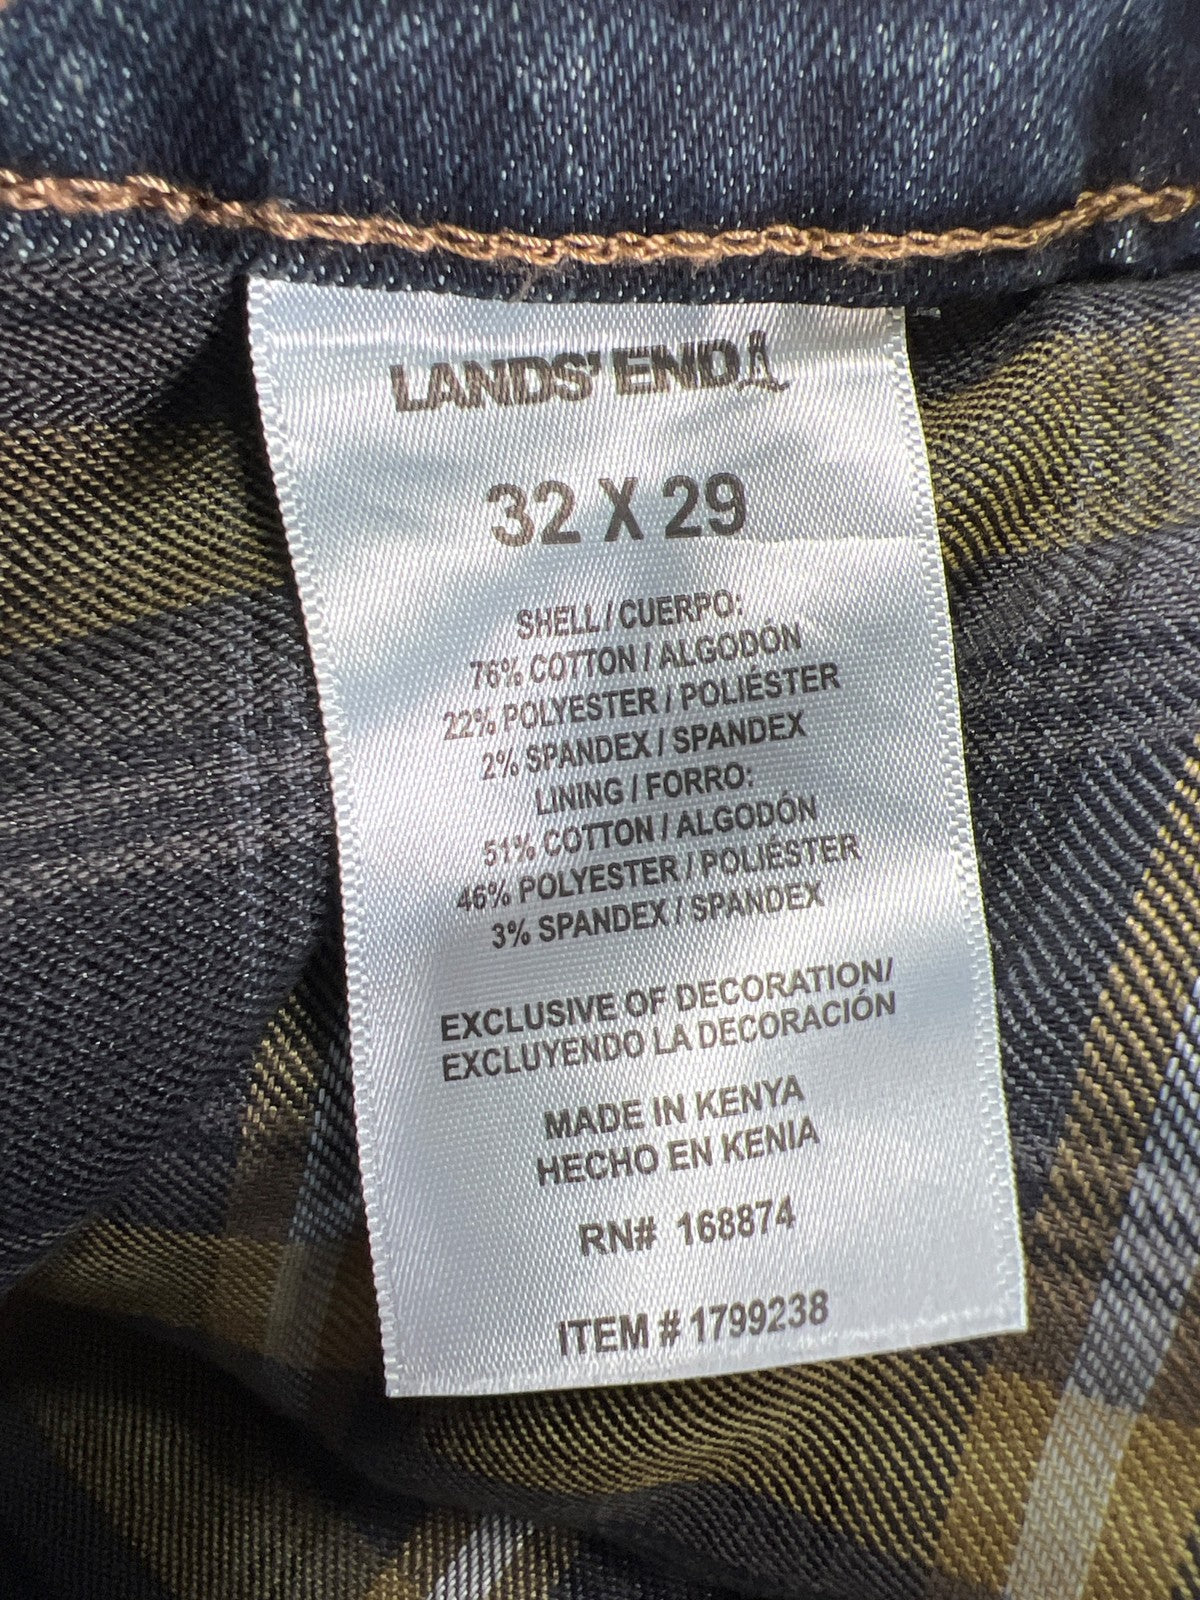 LANDS' END
32 X 29
SHELL / CUERPO:
76% COTTON / ALGODÓN
22% POLYESTER / POLIÉSTER
2% SPANDEX / SPANDEX
LINING / FORRO:
51% COTTON / ALGODÓN
46% POLYESTER / POLIÉSTER
3% SPANDEX / SPANDEX
EXCLUSIVE OF DECORATION/
EXCLUYENDO LA DECORACIÓN
MADE IN KENYA
HECHO EN KENIA
RN# 168874
ITEM # 1799238